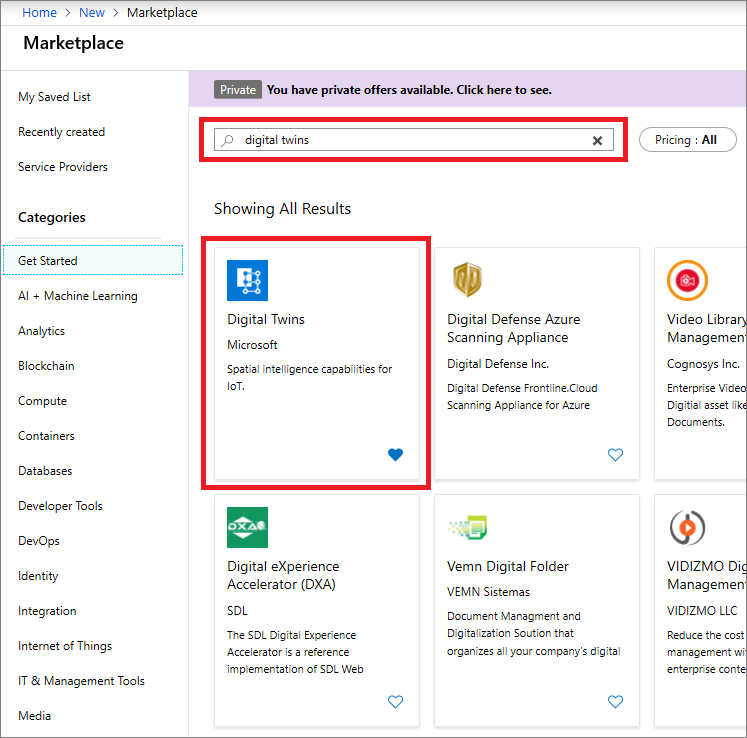 Home > New > Marketplace
Marketplace
My Saved List
Recently created
Service Providers
Categories
Get Started
AI + Machine Learning
Analytics
Blockchain
Compute
Containers
Databases
Developer Tools
DevOps
Identity
Integration
Internet of Things
IT & Management Tools
Media
Private You have private offers available. Click here to see.
digital twins
Pricing : All
Showing All Results
Digital Twins
Microsoft
Spatial intelligence capabilities for
IoT.
Digital Defense Azure
Scanning Appliance
Digital Defense Inc.
Digital Defense Frontline.Cloud
Scanning Appliance for Azure
Video Library
Management
Cognosys Inc.
Enterprise Video
Digitial asset like
Documents.
DXA
Digital eXperience
Accelerator (DXA)
SDL
The SDL Digital Experience
Accelerator is a reference
implementation of SDL Web
Vemn Digital Folder
VEMN Sistemas
Document Managment and
Digitalization Soution that
organizes all your company's digital
VIDIZMO Dig
Management
VIDIZMO LLC
Reduce the cost
management wi
enterprise conte